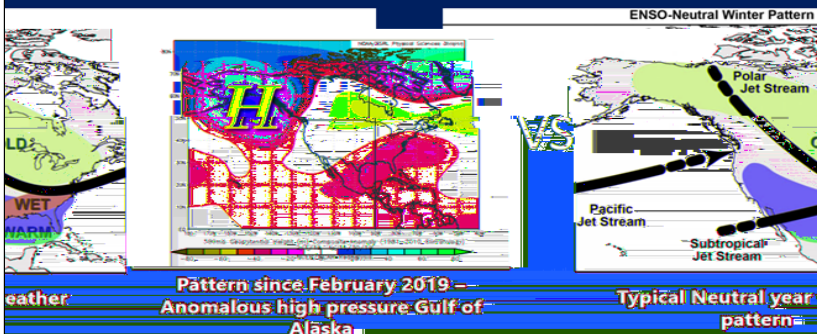 ENSO-Neutral Winter Pattern
Polar
Jet Stream
H
VS
WET
WARM
Pacific
Jet Stream
Subtropical
Jet Stream
eather
Pattern since February 2019 –
Anomalous high pressure Gulf of
Alaska
Typical Neutral year
pattern